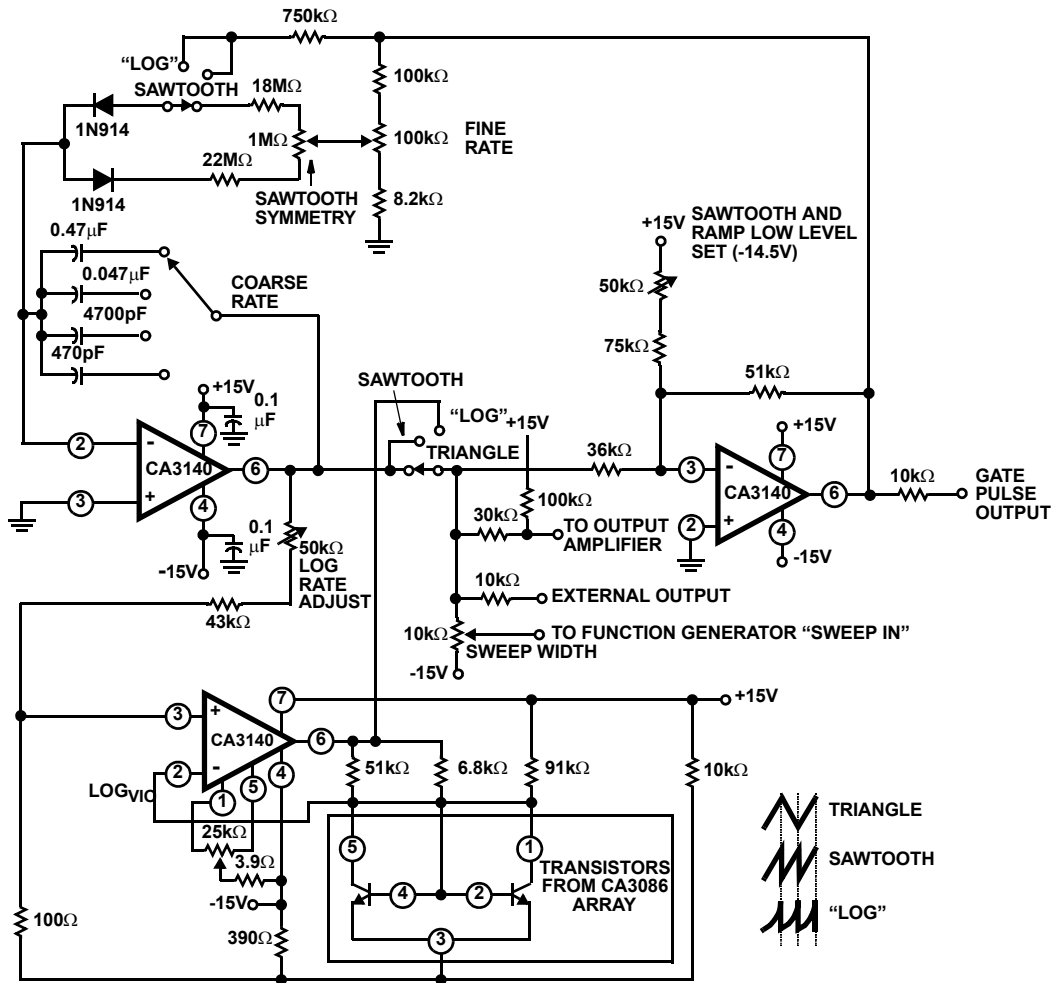 750kΩ
“LOG”
SAWTOOTH
18MΩ
100kΩ
1N914
1MΩ
100kΩ
FINE
RATE
22MΩ
1N914
SAWTOOTH
SYMMETRY
8.2kΩ
0.47μF
0.047μF
4700pF
470pF
COARSE
RATE
+15V
SAWTOOTH AND
RAMP LOW LEVEL
SET (-14.5V)
50kΩ
75kΩ
51kΩ
+15V
0.1
μF
7
2
-
CA3140
6
3
+
4
0.1
μF
-15V
50kΩ
LOG
RATE
ADJUST
43kΩ
SAWTOOTH
“LOG”
+15V
TRIANGLE
36kΩ
100kΩ
30kΩ
TO OUTPUT
AMPLIFIER
10kΩ
EXTERNAL OUTPUT
10kΩ
TO FUNCTION GENERATOR “SWEEP IN”
SWEEP WIDTH
-15V
+15V
7
3
-
CA3140
6
2
+
4
-15V
10kΩ
GATE
PULSE
OUTPUT
7
+15V
3
+
CA3140
6
2
-
4
5
1
LOGVIO
25kΩ
3.9Ω
-15V
390Ω
100Ω
51kΩ
6.8kΩ
91kΩ
10kΩ
5
1
4
2
3
TRANSISTORS
FROM CA3086
ARRAY
TRIANGLE
SAWTOOTH
“LOG”